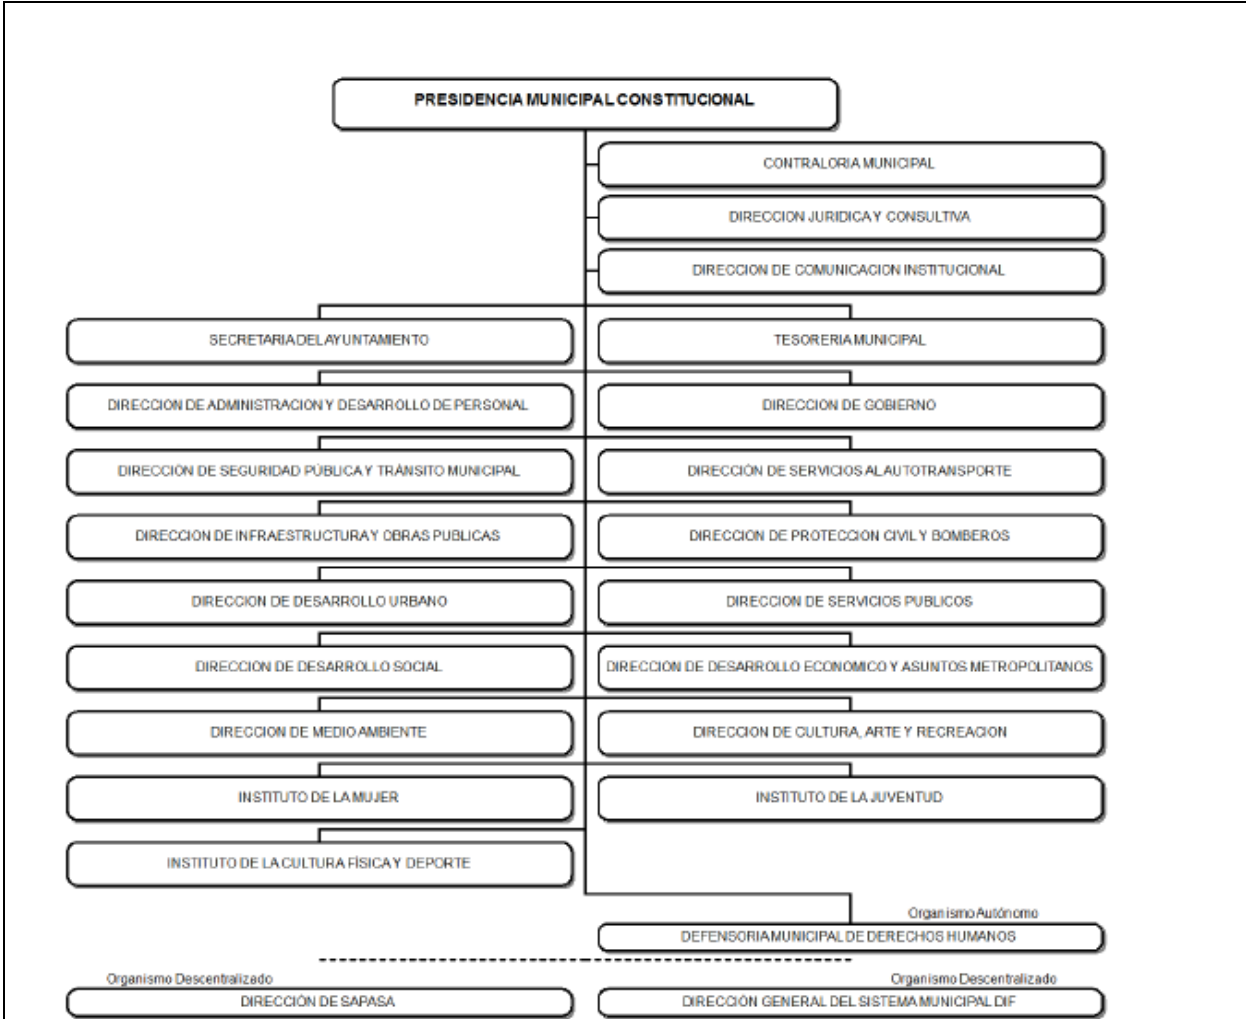 PRESIDENCIA MUNICIPAL CONSTITUCIONAL
CONTRALORIA MUNICIPAL
DIRECCION JURIDICA Y CONSULTIVA
DIRECCION DE COMUNICACION INSTITUCIONAL
SECRETARIA DEL AYUNTAMIENTO
TESORERIA MUNICIPAL
DIRECCION DE ADMINISTRACION Y DESARROLLO DE PERSONAL
DIRECCION DE GOBIERNO
DIRECCIÓN DE SEGURIDAD PÚBLICA Y TRÁNSITO MUNICIPAL
DIRECCIÓN DE SERVICIOS AL AUTOTRANSPORTE
DIRECCION DE INFRAESTRUCTURA Y OBRAS PUBLICAS
DIRECCION DE PROTECCION CIVIL Y BOMBEROS
DIRECCION DE DESARROLLO URBANO
DIRECCION DE SERVICIOS PUBLICOS
DIRECCION DE DESARROLLO SOCIAL
DIRECCION DE DESARROLLO ECONOMICO Y ASUNTOS METROPOLITANOS
DIRECCION DE MEDIO AMBIENTE
DIRECCION DE CULTURA, ARTE Y RECREACION
INSTITUTO DE LA MUJER
INSTITUTO DE LA JUVENTUD
INSTITUTO DE LA CULTURA FÍSICA Y DEPORTE
Organismo Autónomo
DEFENSORIA MUNICIPAL DE DERECHOS HUMANOS
Organismo Descentralizado
Organismo Descentralizado
DIRECCIÓN DE SAPASA
DIRECCIÓN GENERAL DEL SISTEMA MUNICIPAL DIF